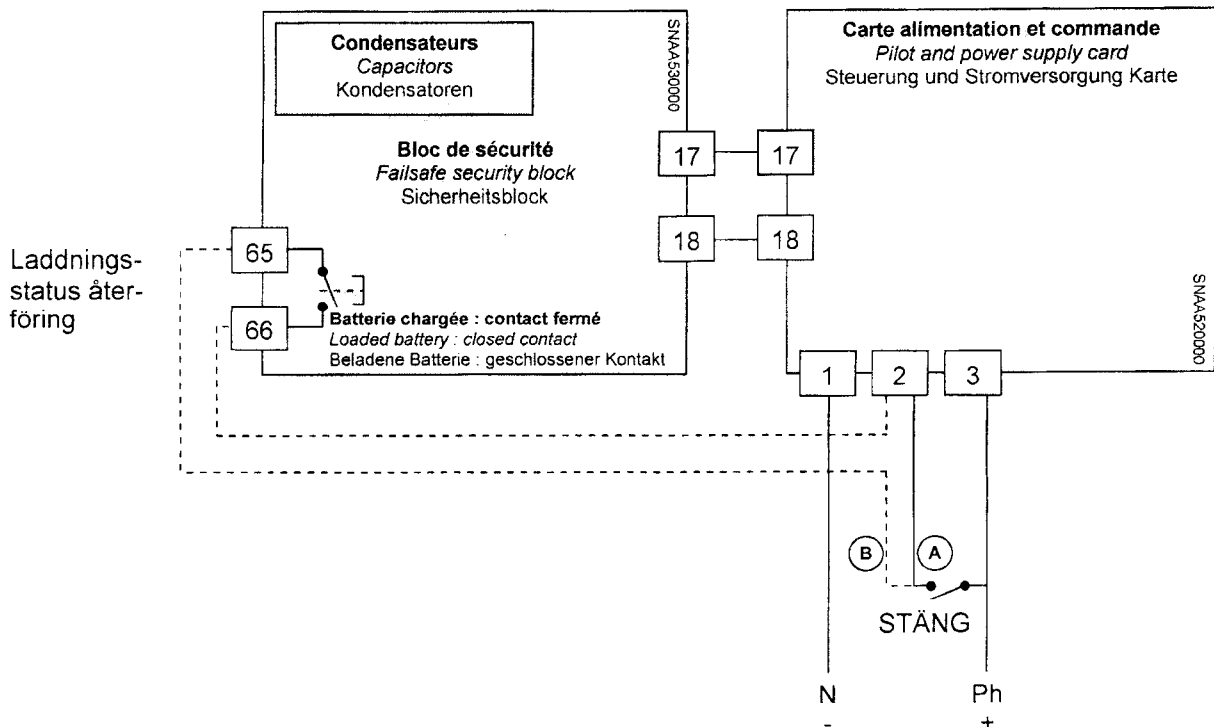 Condensateurs
Capacitors
Kondensatoren
SNAA530000
Bloc de sécurité
Failsafe security block
Sicherheitsblock
17
18
65
66
Batterie chargée : contact fermé
Loaded battery : closed contact
Beladene Batterie : geschlossener Kontakt
Laddnings-
status åter-
föring
Carte alimentation et commande
Pilot and power supply card
Steuerung und Stromversorgung Karte
17
18
SNAA520000
1
2
3
B
A
STÄNG
N
-
Ph
+